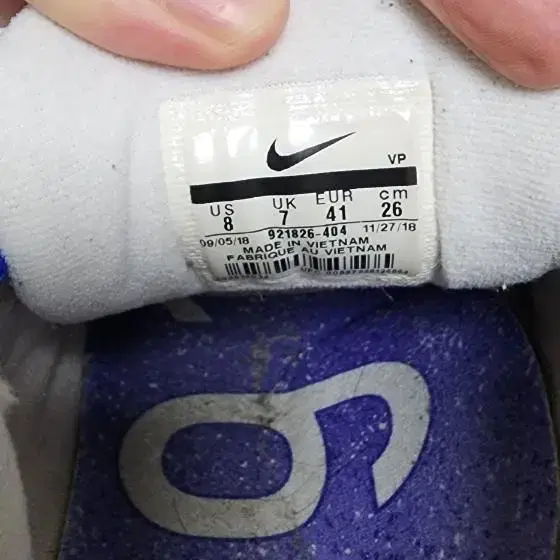 VP
US UK EUR cm
8 7 41 26
09/05/18 921826-404 11/27/18
MADE IN VIETNAM
FABRIQUE AU VIETNAM